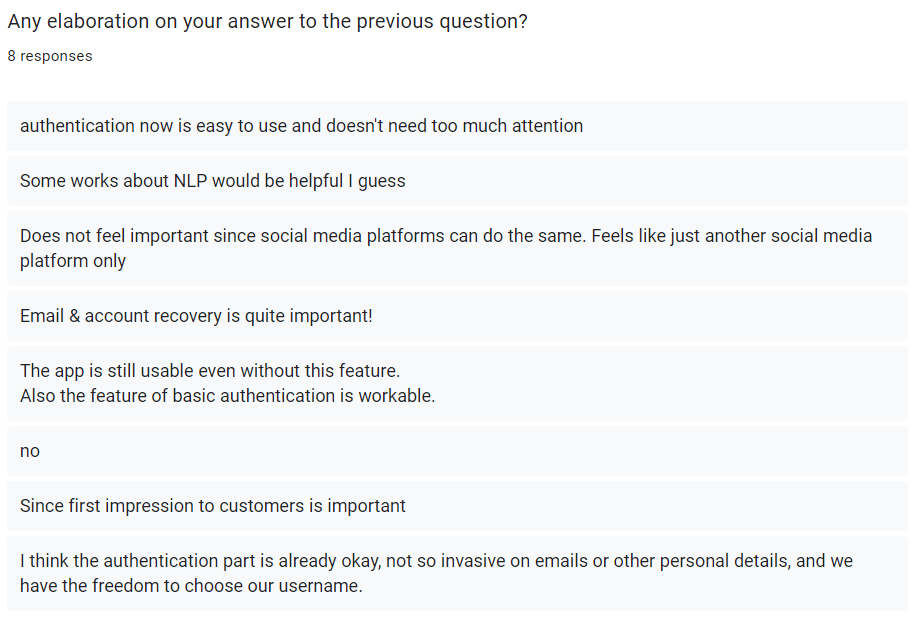 Any elaboration on your answer to the previous question?
8 responses
authentication now is easy to use and doesn't need too much attention
Some works about NLP would be helpful I guess
Does not feel important since social media platforms can do the same. Feels like just another social media
platform only
Email & account recovery is quite important!
The app is still usable even without this feature.
Also the feature of basic authentication is workable.
no
Since first impression to customers is important
I think the authentication part is already okay, not so invasive on emails or other personal details, and we
have the freedom to choose our username.